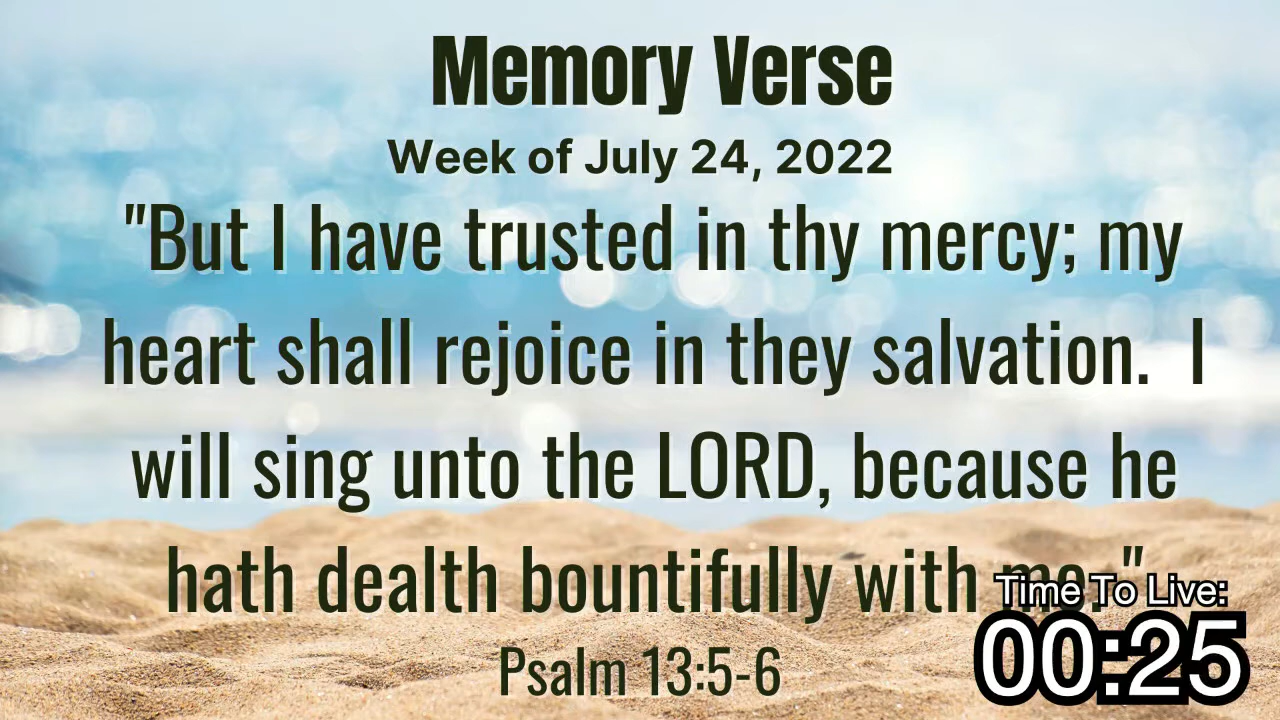 Memory Verse
Week of July 24, 2022
"But I have trusted in thy mercy; my
heart shall rejoice in they salvation.  I
will sing unto the LORD, because he
hath dealth bountifully with me."
Time To Live:
00:25
Psalm 13:5-6